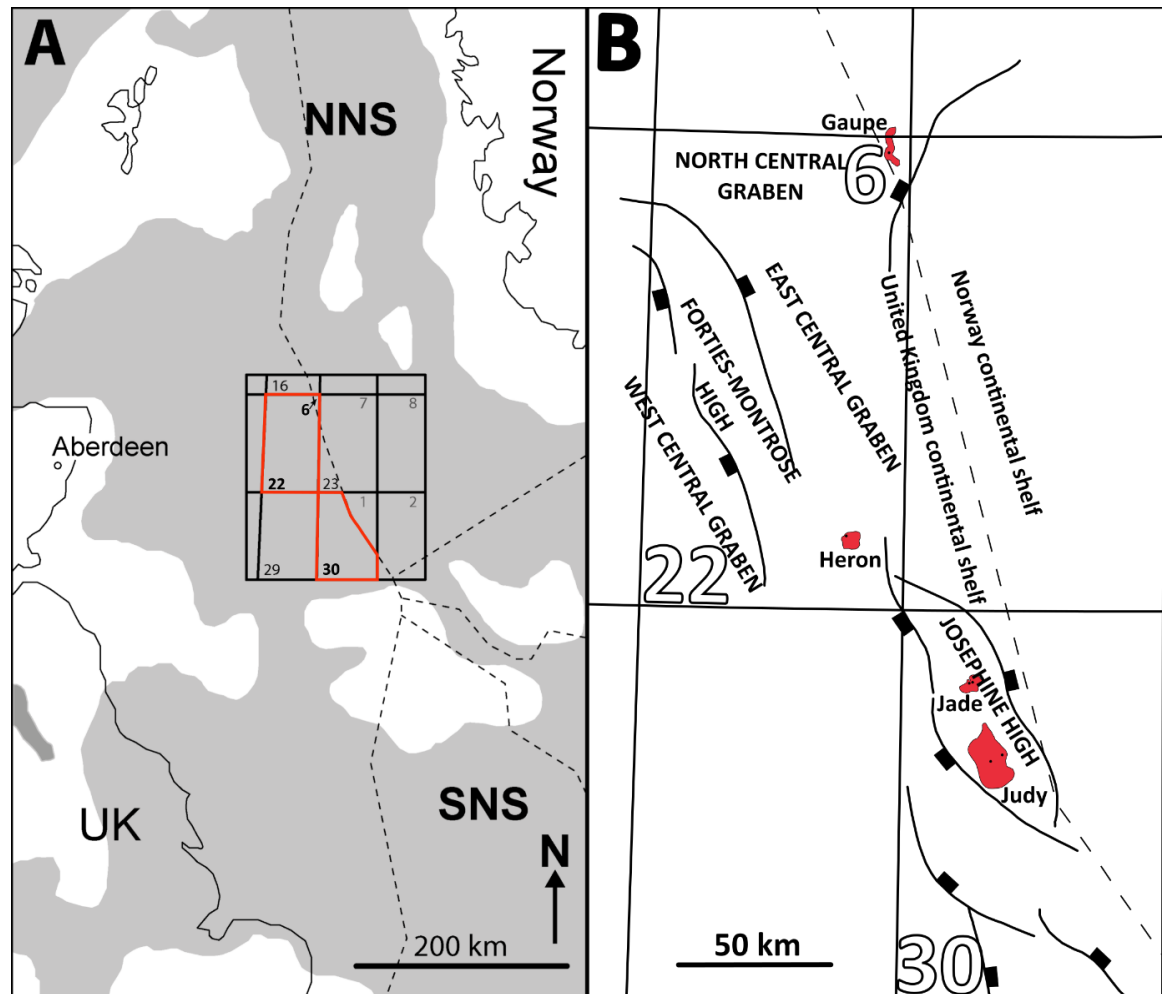 A
NNS
Norway
16
6
7
8
Aberdeen
22
23
1
2
29
30
UK
SNS
N
200 km
B
Gaupe
NORTH CENTRAL
GRABEN
6
EAST CENTRAL GRABEN
FORTIES-MONTROSE
HIGH
WEST CENTRAL GRABEN
United Kingdom continental shelf
Norway continental shelf
Heron
22
JOSEPHINE HIGH
Jade
Judy
50 km
30